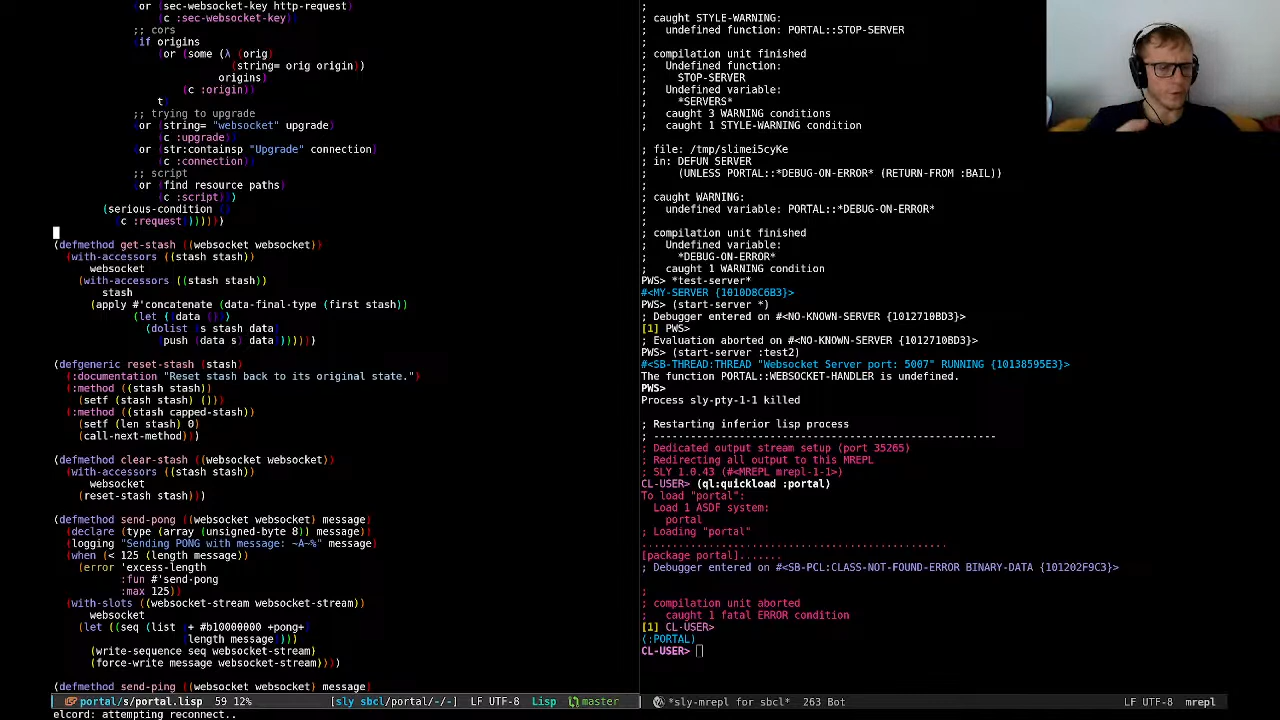 (or (sec-websocket-key http-request)
(c :sec-websocket-key))
;; cors
(if origins
(or (some (λ (orig)
(string= orig origin))
origins)
(c :origin))
t)
;; trying to upgrade
(or (string= "websocket" upgrade)
(c :upgrade))
(or (str:containsp "Upgrade" connection)
(c :connection))
;; script
(or (find resource paths)
(c :script)))
(serious-condition ()
(c :request))))))
(defmethod get-stash ((websocket websocket))
(with-accessors ((stash stash))
websocket
(with-accessors ((stash stash))
stash
(apply #'concatenate (data-final-type (first stash))
(let ((data ()))
(dolist (s stash data)
(push (data s) data)))))))
(defgeneric reset-stash (stash)
(:documentation "Reset stash back to its original state.")
(:method ((stash stash))
(setf (stash stash) ()))
(:method ((stash capped-stash))
(setf (len stash) 0)
(call-next-method)))
(defmethod clear-stash ((websocket websocket))
(with-accessors ((stash stash))
websocket
(reset-stash stash)))
(defmethod send-pong ((websocket websocket) message)
(declare (type (array (unsigned-byte 8)) message))
(logging "Sending PONG with message: ~A~%" message)
(when (< 125 (length message))
(error 'excess-length
:fun #'send-pong
:max 125))
(with-slots ((websocket-stream websocket-stream))
websocket
(let ((seq (list (+ #b10000000 +pong+)
(length message))))
(write-sequence seq websocket-stream)
(force-write message websocket-stream))))
(defmethod send-ping ((websocket websocket) message)
portal/s/portal.lisp 59 12% [sly sbcl/portal/-/-] LF UTF-8 Lisp master
elcord: attempting reconnect..
;
; caught STYLE-WARNING:
; undefined function: PORTAL::STOP-SERVER
;
; compilation unit finished
; Undefined function:
; STOP-SERVER
; Undefined variable:
; *SERVERS*
; caught 3 WARNING conditions
; caught 1 STYLE-WARNING condition
; file: /tmp/slimei5cyKe
; in: DEFUN SERVER
; (UNLESS PORTAL::*DEBUG-ON-ERROR* (RETURN-FROM :BAIL))
;
; caught WARNING:
; undefined variable: PORTAL::*DEBUG-ON-ERROR*
;
; compilation unit finished
; Undefined variable:
; *DEBUG-ON-ERROR*
; caught 1 WARNING condition
PWS> *test-server*
#<MY-SERVER {1010D8C6B3}>
PWS> (start-server *)
; Debugger entered on #<NO-KNOWN-SERVER {1012710BD3}>
[1] PWS>
; Evaluation aborted on #<NO-KNOWN-SERVER {1012710BD3}>
PWS> (start-server :test2)
#<SB-THREAD:THREAD "Websocket Server port: 5007" RUNNING {10138595E3}>
The function PORTAL::WEBSOCKET-HANDLER is undefined.
PWS>
Process sly-pty-1-1 killed
; Restarting inferior lisp process
; ---------------------------------------------------------
; Dedicated output stream setup (port 35265)
; Redirecting all output to this MREPL
; SLY 1.0.43 (#<MREPL mrepl-1-1>)
CL-USER> (ql:quickload :portal)
To load "portal":
Load 1 ASDF system:
portal
; Loading "portal"
..................................................
[package portal].......
; Debugger entered on #<SB-PCL:CLASS-NOT-FOUND-ERROR BINARY-DATA {101202F9C3}>
;
; compilation unit aborted
; caught 1 fatal ERROR condition
[1] CL-USER>
(:PORTAL)
CL-USER>
*sly-mrepl for sbcl* 263 Bot LF UTF-8 mrepl